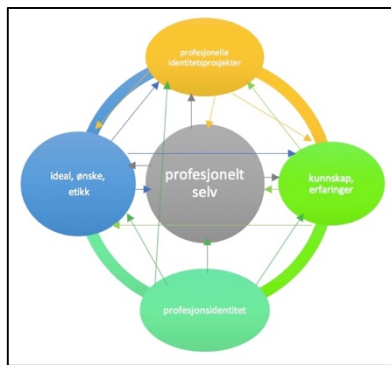 profesjonelle
identitetsprosjekter
ideal, ønske,
etikk
profesjonelt
selv
kunnskap,
erfaringer
profesjonsidentitet